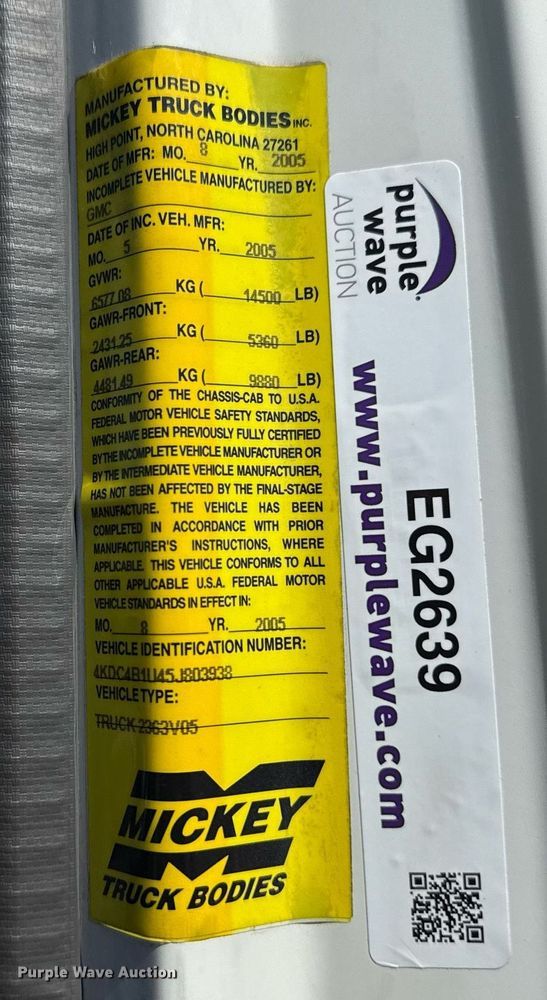 MANUFACTURED BY:
MICKEY TRUCK BODIES INC.
HIGH POINT, NORTH CAROLINA 27261
DATE OF MFR: MO. 8 YR. 2005
INCOMPLETE VEHICLE MANUFACTURED BY:
GMC
DATE OF INC. VEH. MFR:
MO. 5 YR. 2005
GVWR:
6577.08 KG ( 14500 LB)
GAWR-FRONT:
2431.25 KG ( 5360 LB)
GAWR-REAR:
4481.49 KG ( 9880 LB)
CONFORMITY OF THE CHASSIS-CAB TO U.S.A.
FEDERAL MOTOR VEHICLE SAFETY STANDARDS,
WHICH HAVE BEEN PREVIOUSLY FULLY CERTIFIED
BY THE INCOMPLETE VEHICLE MANUFACTURER OR
BY THE INTERMEDIATE VEHICLE MANUFACTURER,
HAS NOT BEEN AFFECTED BY THE FINAL-STAGE
MANUFACTURE. THE VEHICLE HAS BEEN
COMPLETED IN ACCORDANCE WITH PRIOR
MANUFACTURER'S INSTRUCTIONS, WHERE
APPLICABLE. THIS VEHICLE CONFORMS TO ALL
OTHER APPLICABLE U.S.A. FEDERAL MOTOR
VEHICLE STANDARDS IN EFFECT IN:
MO. 8 YR. 2005
VEHICLE IDENTIFICATION NUMBER:
4KDC4B1U45J803938
VEHICLE TYPE:
TRUCK 2363V05
MICKEY
TRUCK BODIES
purple
wave
AUCTION
www.purplewave.com
EG2639
Purple Wave Auction